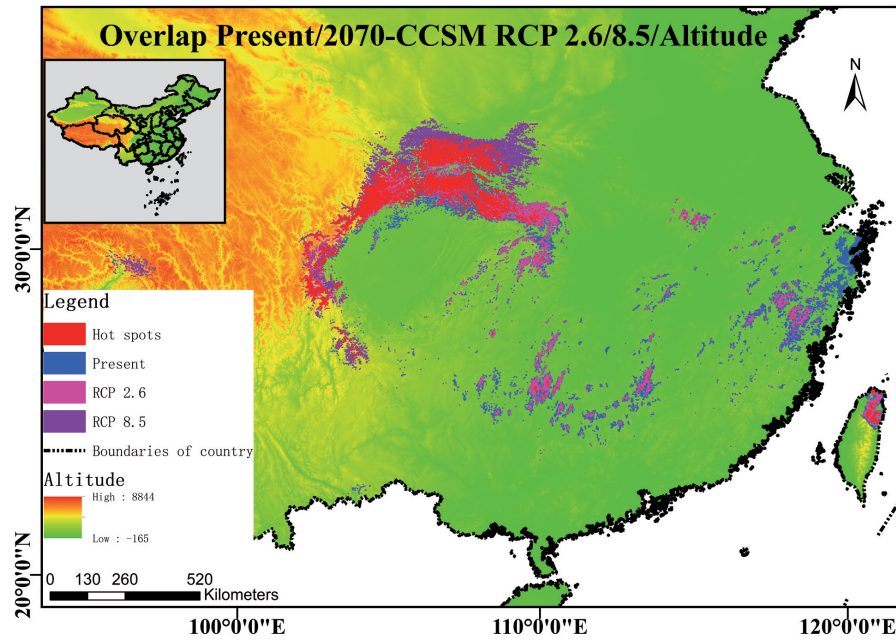 Overlap Present/2070-CCSM RCP 2.6/8.5/Altitude
N
30°0'0"N
Legend
Hot spots
Present
RCP 2.6
RCP 8.5
Boundaries of country
Altitude
High : 8844
Low : -165
0 130 260 520
Kilometers
20°0'0"N
100°0'0"E 110°0'0"E 120°0'0"E